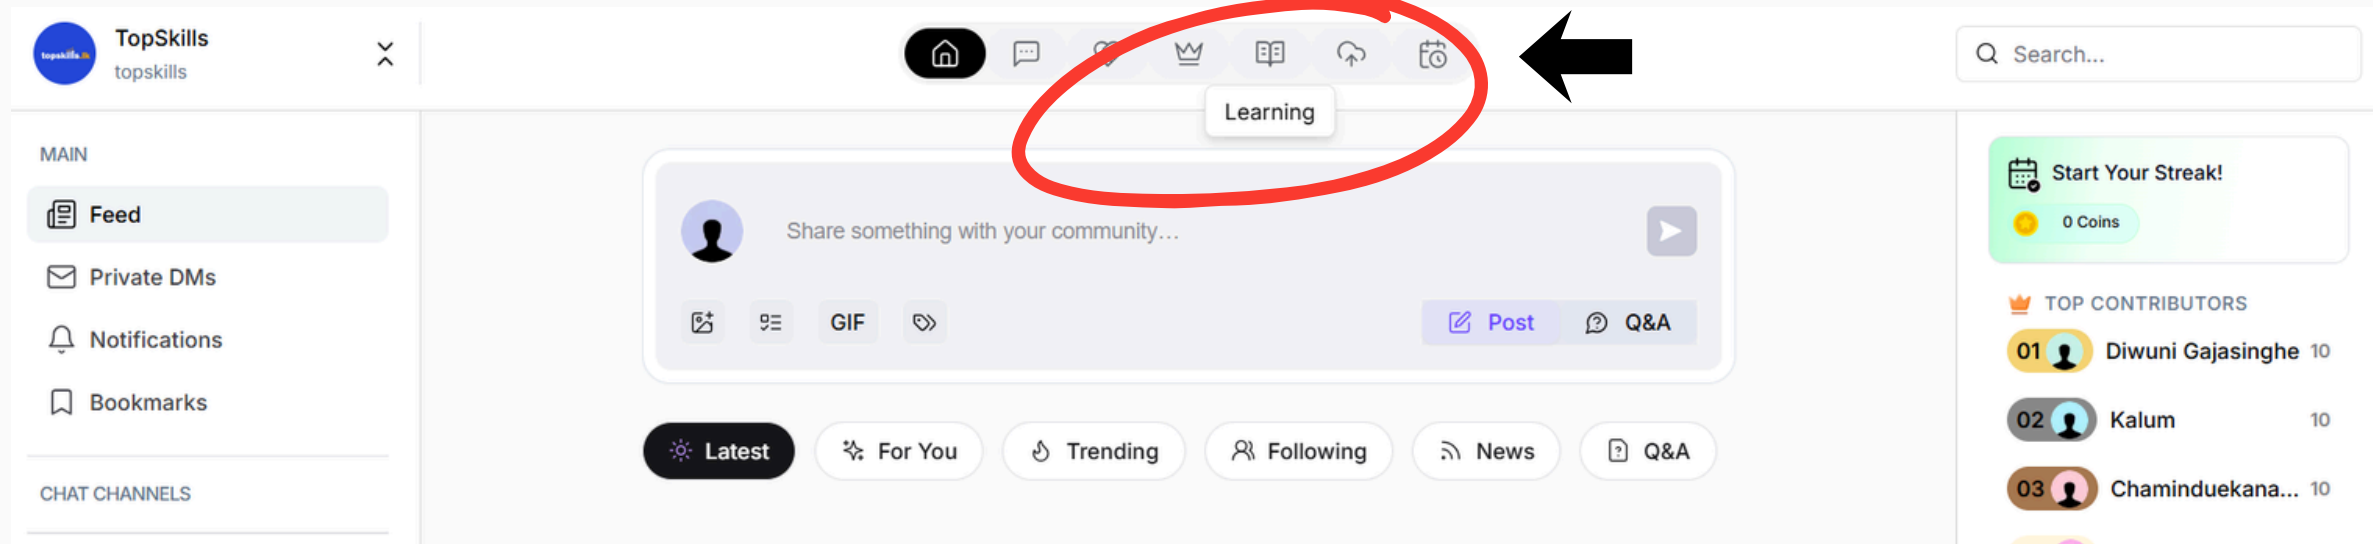 topskills.lk
TopSkills
topskills
Search...
Learning
MAIN
Feed
Private DMs
Notifications
Bookmarks
CHAT CHANNELS
Share something with your community...
GIF
Post
Q&A
Latest
For You
Trending
Following
News
Q&A
Start Your Streak!
0 Coins
TOP CONTRIBUTORS
01 Diwuni Gajasinghe 10
02 Kalum 10
03 Chaminduekana... 10